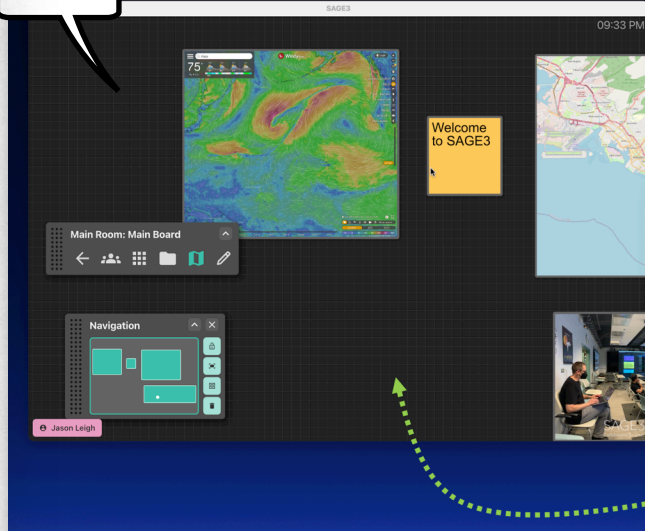 SAGE3
09:33 PM
75°
Welcome
to SAGE3
Main Room: Main Board
Navigation
Jason Leigh
SAGE3